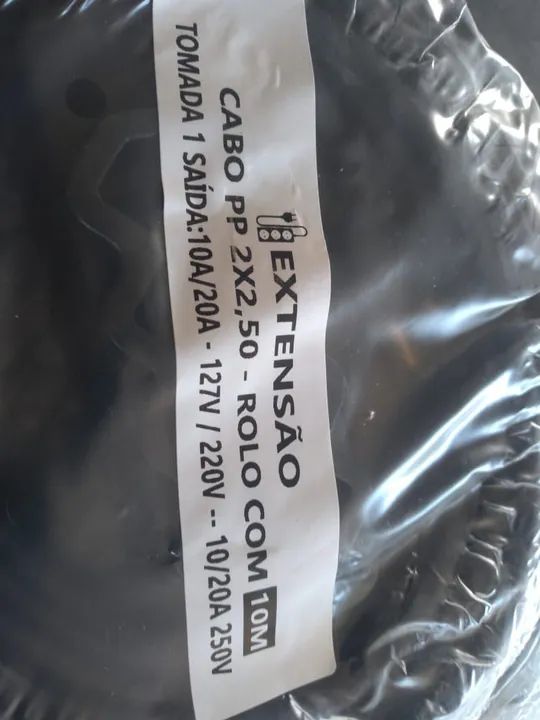 EXTENSÃO
CABO PP 2X2,50 - ROLO COM 10M
TOMADA 1 SAÍDA:10A/20A - 127V / 220V -- 10/20A 250V